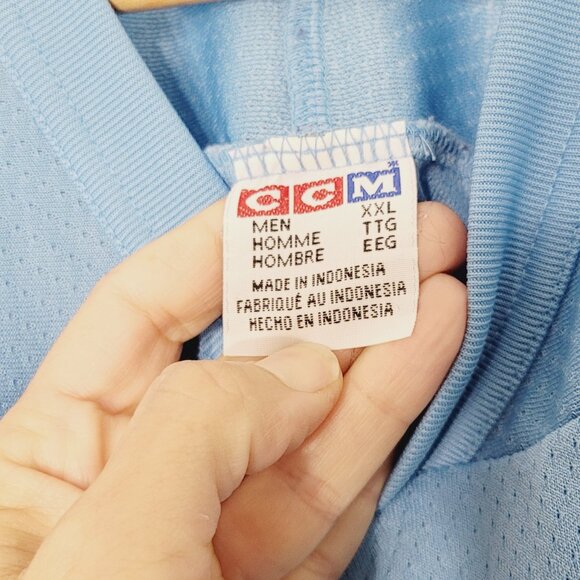 CCM
MEN XXL
HOMME TTG
HOMBRE EEG
MADE IN INDONESIA
FABRIQUÉ AU INDONESIA
HECHO EN INDONESIA